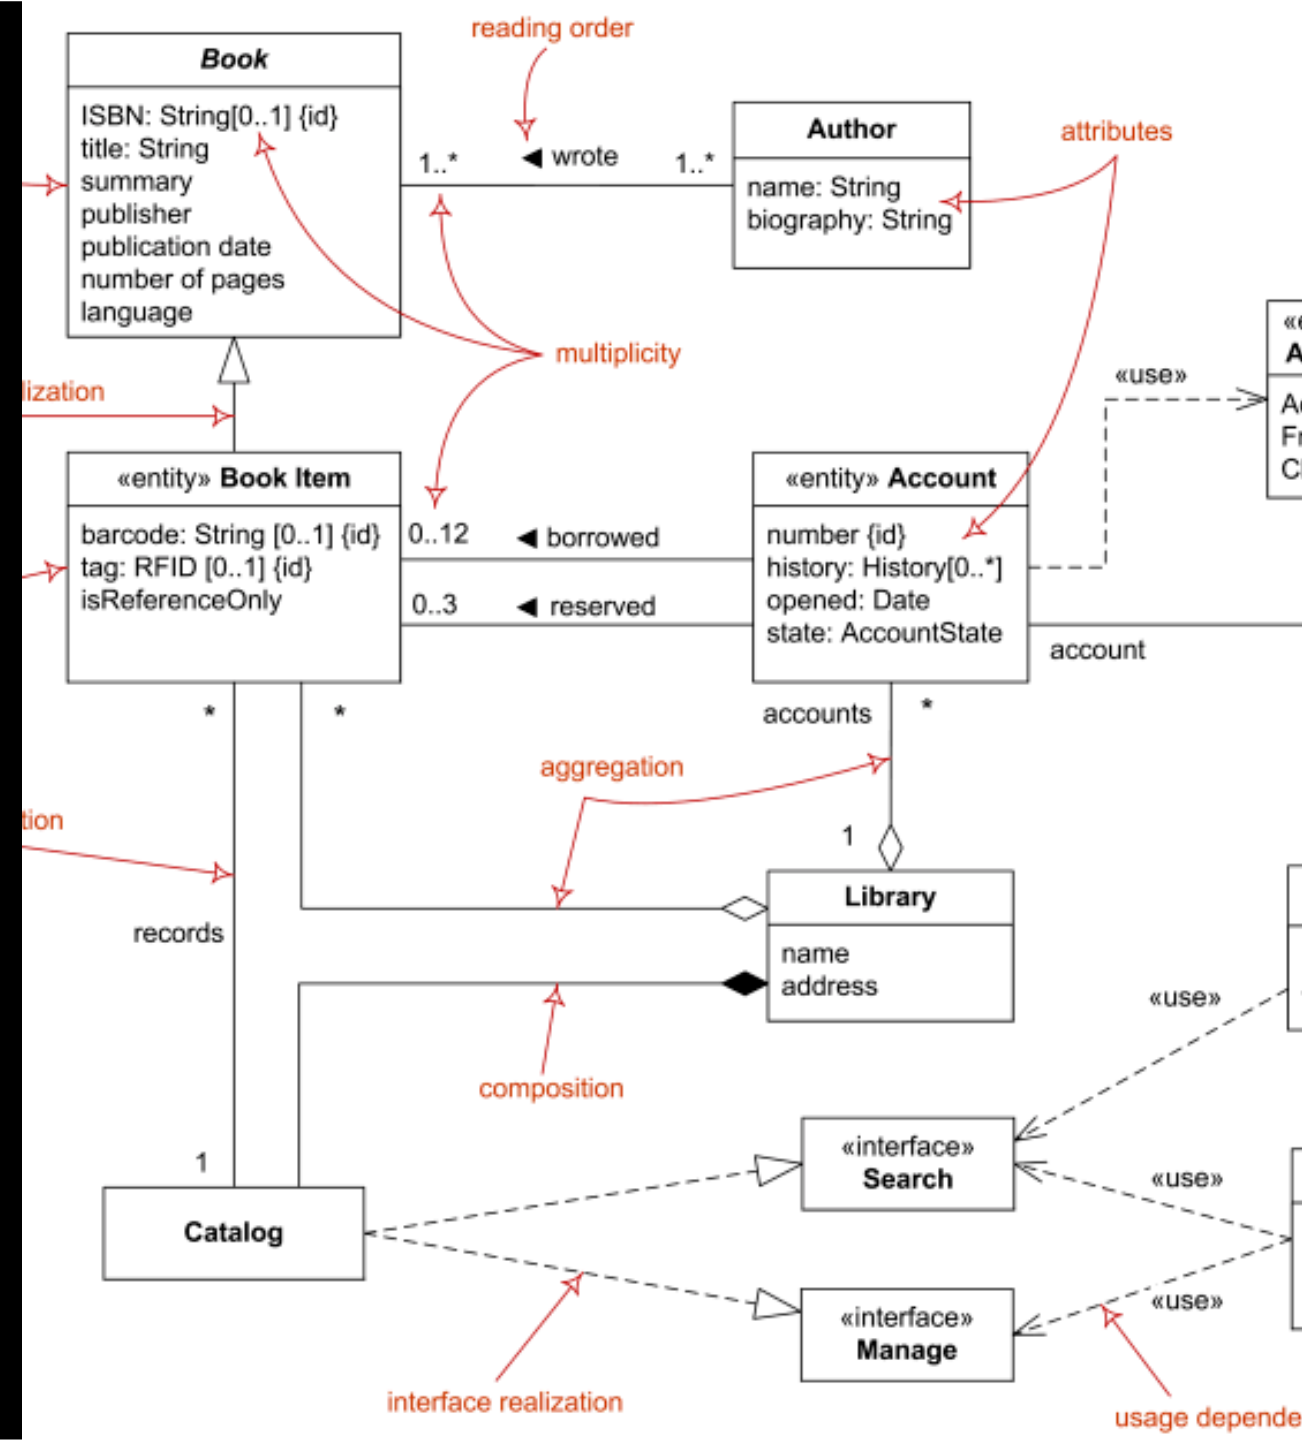 reading order
Book
ISBN: String[0..1] {id}
title: String
summary
publisher
publication date
number of pages
language
1..*
◄ wrote
1..*
Author
name: String
biography: String
attributes
multiplicity
lization
«use»
«e
A
A
Fr
Cl
«entity» Book Item
barcode: String [0..1] {id}
tag: RFID [0..1] {id}
isReferenceOnly
0..12
◄ borrowed
0..3
◄ reserved
«entity» Account
number {id}
history: History[0..*]
opened: Date
state: AccountState
account
*
*
accounts
*
aggregation
tion
1
records
Library
name
address
composition
«use»
1
Catalog
«interface»
Search
«use»
«interface»
Manage
«use»
interface realization
usage depende